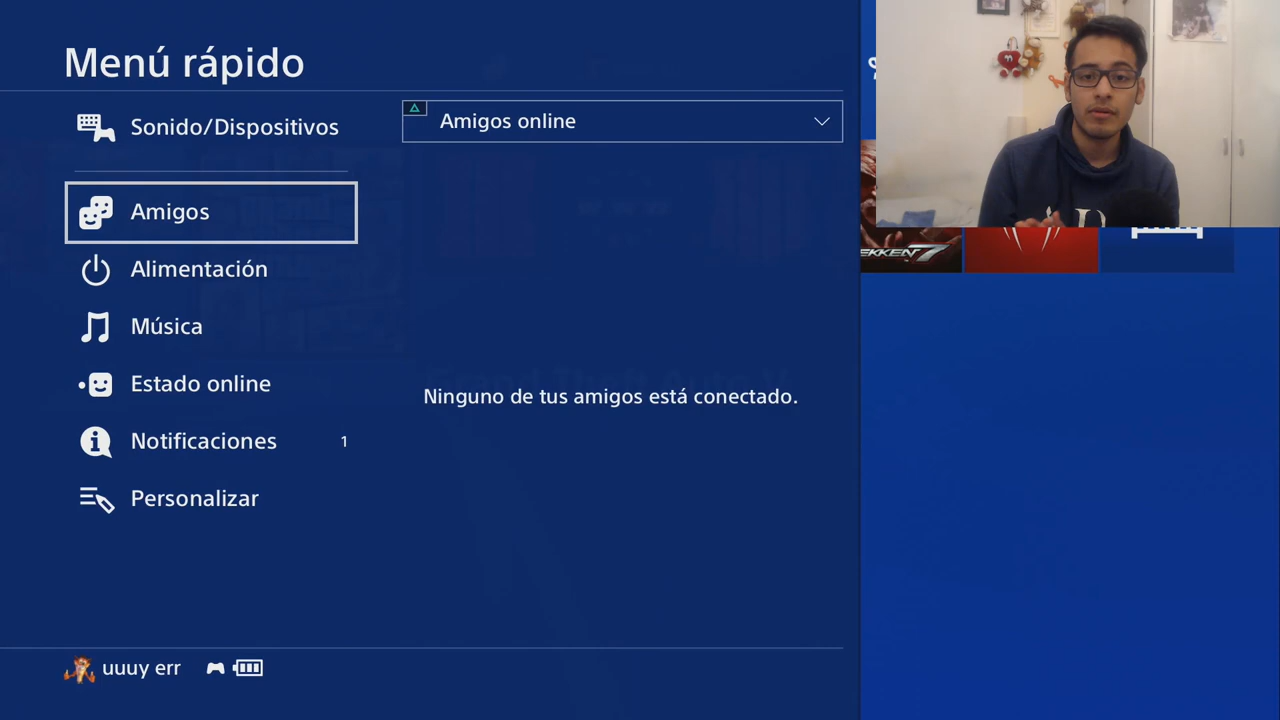 Menú rápido
Sonido/Dispositivos
Amigos online
Amigos
Alimentación
Música
Estado online
Ninguno de tus amigos está conectado.
Notificaciones 1
Personalizar
uuuy err
TEKKEN 7